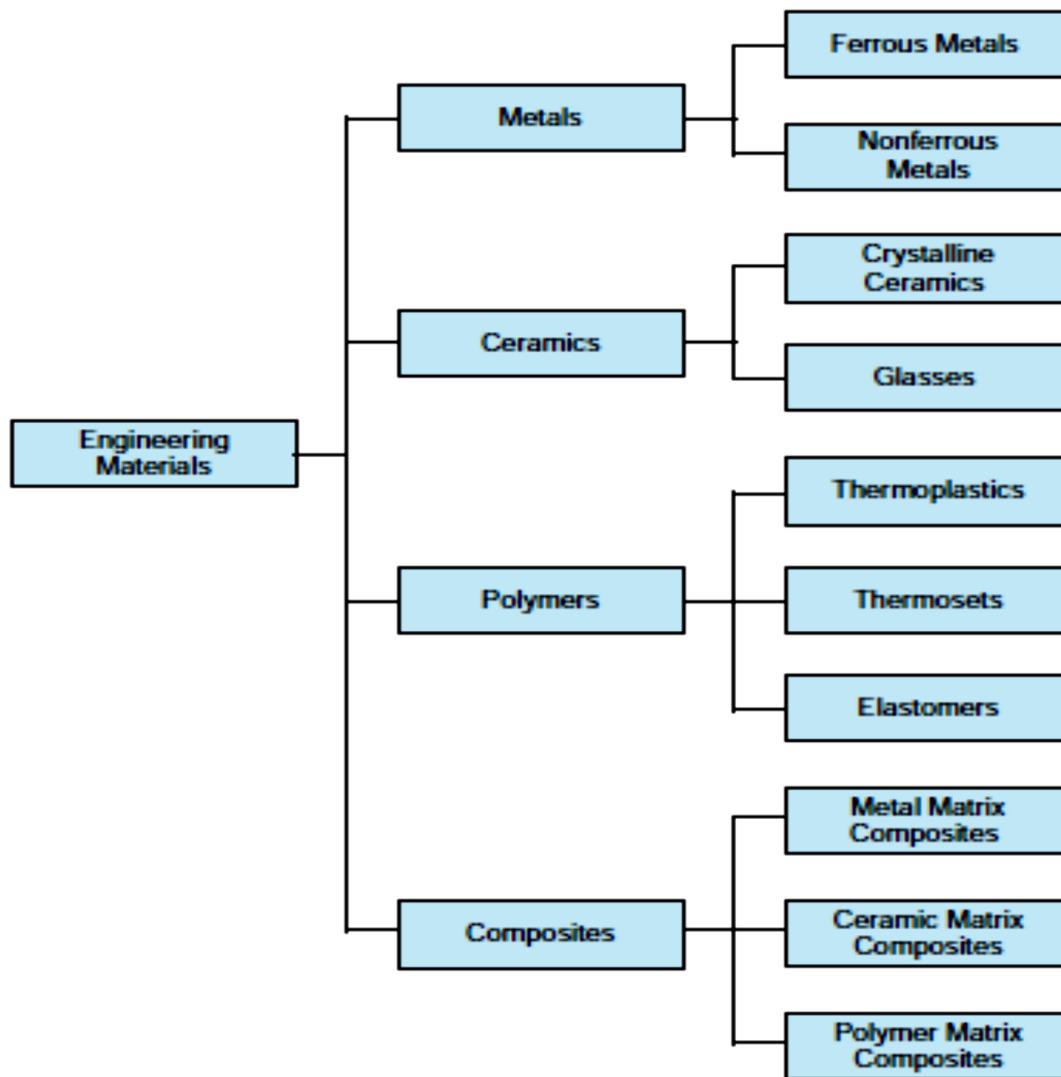 Ferrous Metals
Metals
Nonferrous
Metals
Crystalline
Ceramics
Ceramics
Glasses
Engineering
Materials
Thermoplastics
Polymers
Thermosets
Elastomers
Metal Matrix
Composites
Composites
Ceramic Matrix
Composites
Polymer Matrix
Composites